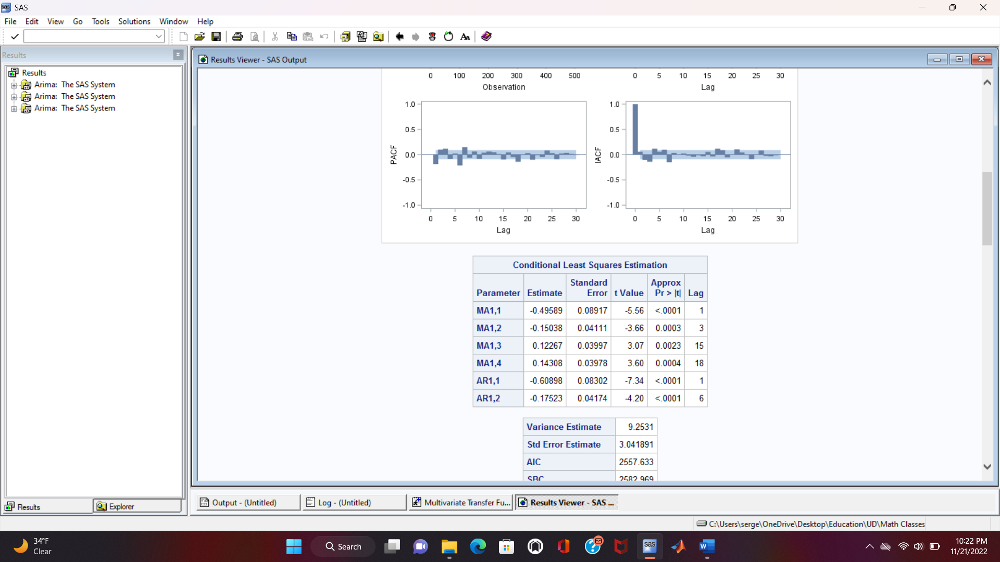 SAS
File Edit View Go Tools Solutions Window Help
Results
Results
Arima: The SAS System
Arima: The SAS System
Arima: The SAS System
Results
Explorer
Results Viewer - SAS Output
0 100 200 300 400 500
Observation
0 5 10 15 20 25 30
Lag
PACF
1.0
0.5
0.0
-0.5
-1.0
0 5 10 15 20 25 30
Lag
IACF
1.0
0.5
0.0
-0.5
-1.0
0 5 10 15 20 25 30
Lag
Conditional Least Squares Estimation
Parameter Estimate Standard Error t Value Approx Pr > |t| Lag
MA1,1 -0.49589 0.08917 -5.56 <.0001 1
MA1,2 -0.15038 0.04111 -3.66 0.0003 3
MA1,3 0.12267 0.03997 3.07 0.0023 15
MA1,4 0.14308 0.03978 3.60 0.0004 18
AR1,1 -0.60898 0.08302 -7.34 <.0001 1
AR1,2 -0.17523 0.04174 -4.20 <.0001 6
Variance Estimate 9.2531
Std Error Estimate 3.041891
AIC 2557.633
SBC 2582.969
Output - (Untitled)
Log - (Untitled)
Multivariate Transfer Fu...
Results Viewer - SAS ...
C:\Users\serge\OneDrive\Desktop\Education\UD\Math Classes
34°F
Clear
Search
sas
10:22 PM
11/21/2022